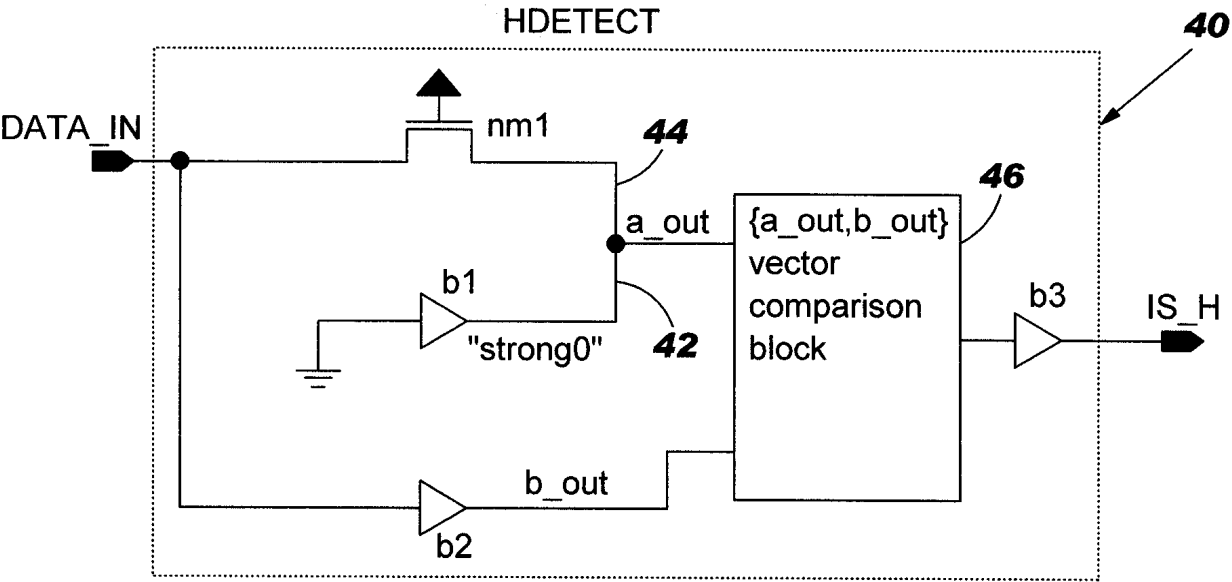 HDETECT
40
DATA_IN
nm1
44
46
a_out
{a_out,b_out}
vector
comparison
block
b1
"strong0"
42
b3
IS_H
b_out
b2